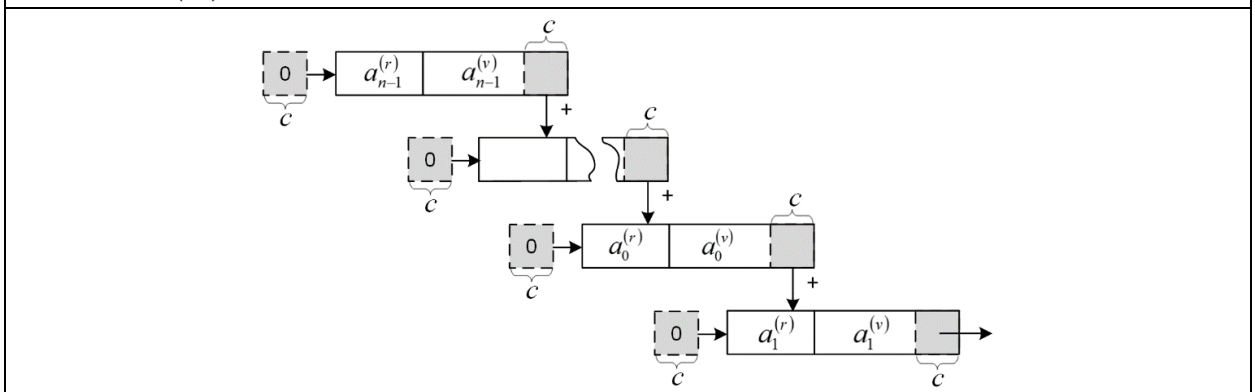 c
0 a_{n-1}^{(r)} a_{n-1}^{(v)}
c +
c
0
c +
c
0 a_0^{(r)} a_0^{(v)}
c +
0 a_1^{(r)} a_1^{(v)}
c c